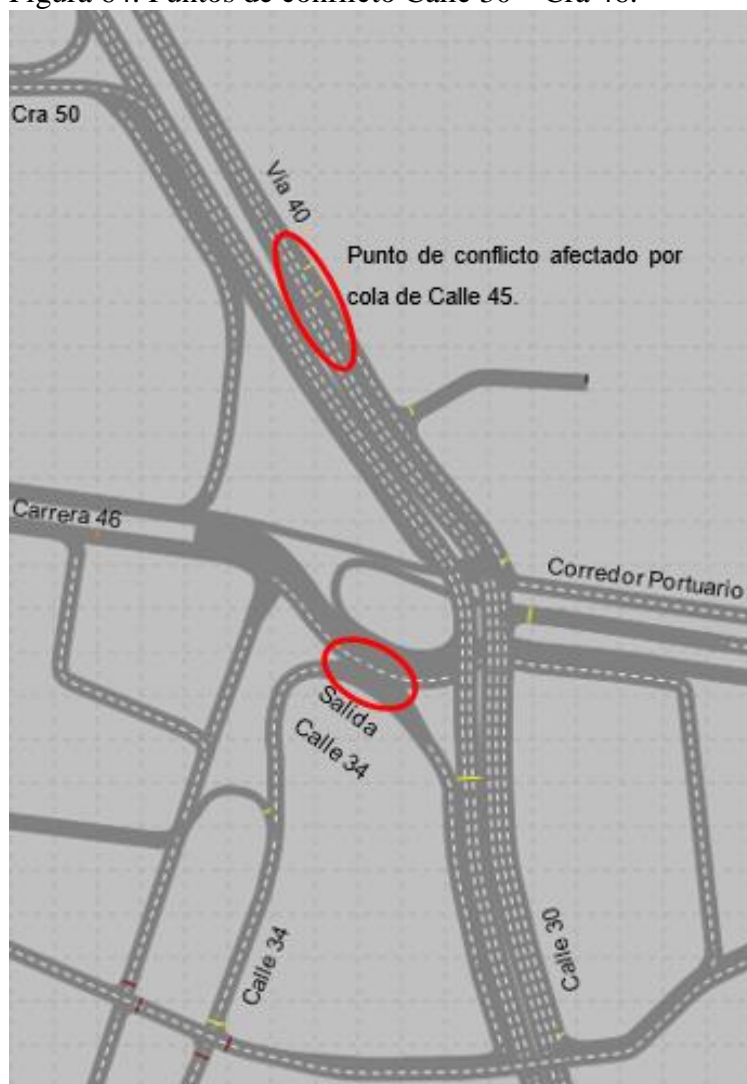 Figura 64. Puntos de conflicto Calle 30 – Cra 46.
Cra 50
Vía 40
Punto de conflicto afectado por
cola de Calle 45.
Carrera 46
Corredor Portuario
Salida
Calle 34
Calle 34
Calle 30